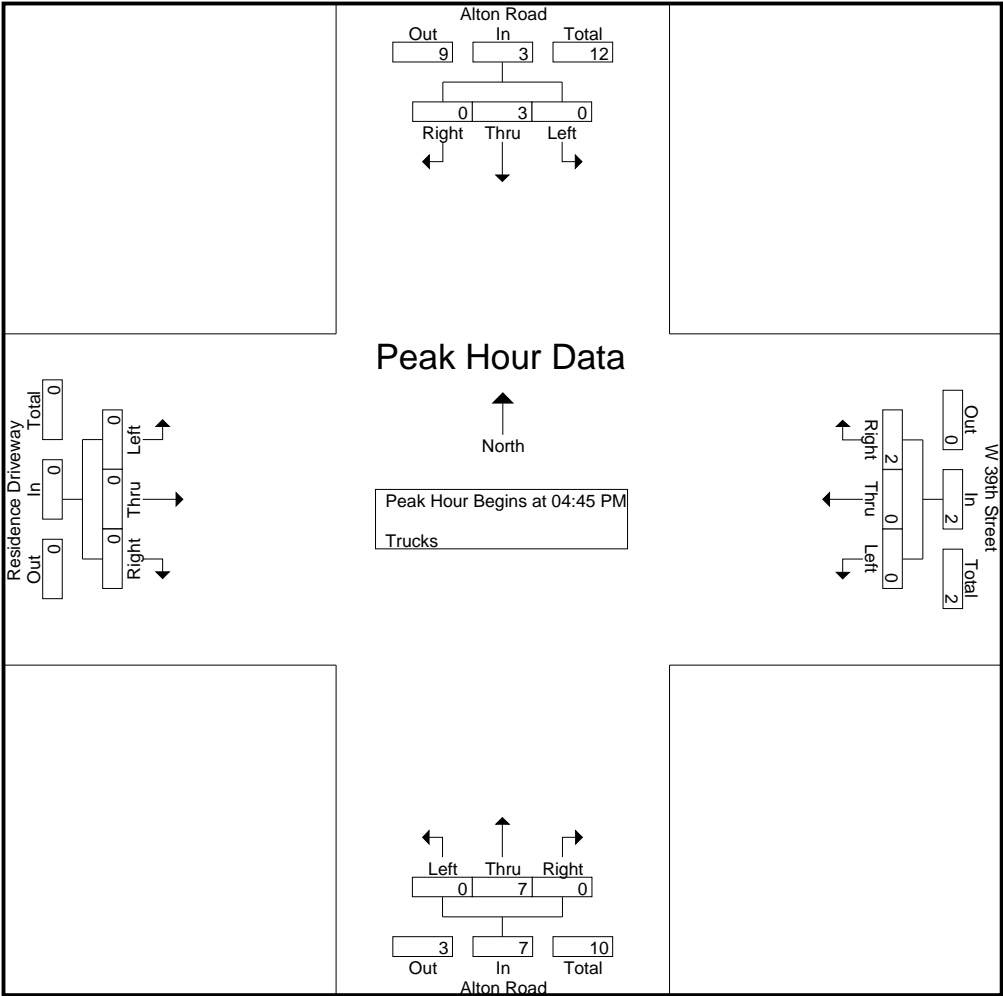 Alton Road
Out In Total
9 3 12
0 3 0
Right Thru Left
Peak Hour Data
North
Peak Hour Begins at 04:45 PM
Trucks
Residence Driveway
Out In Total
0 0 0
0 0 0
Right Thru Left
W 39th Street
Out In Total
0 2 2
2 0 0
Right Thru Left
Left Thru Right
0 7 0
3 7 10
Out In Total
Alton Road